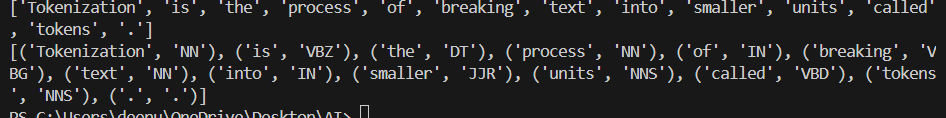 ['Tokenization', 'is', 'the', 'process', 'of', 'breaking', 'text', 'into', 'smaller', 'units', 'called'
, 'tokens', '.']
[('Tokenization', 'NN'), ('is', 'VBZ'), ('the', 'DT'), ('process', 'NN'), ('of', 'IN'), ('breaking', 'V
BG'), ('text', 'NN'), ('into', 'IN'), ('smaller', 'JJR'), ('units', 'NNS'), ('called', 'VBD'), ('tokens
', 'NNS'), ('.', '.')]
PS C:\Users\deepu\OneDrive\Desktop\AI>